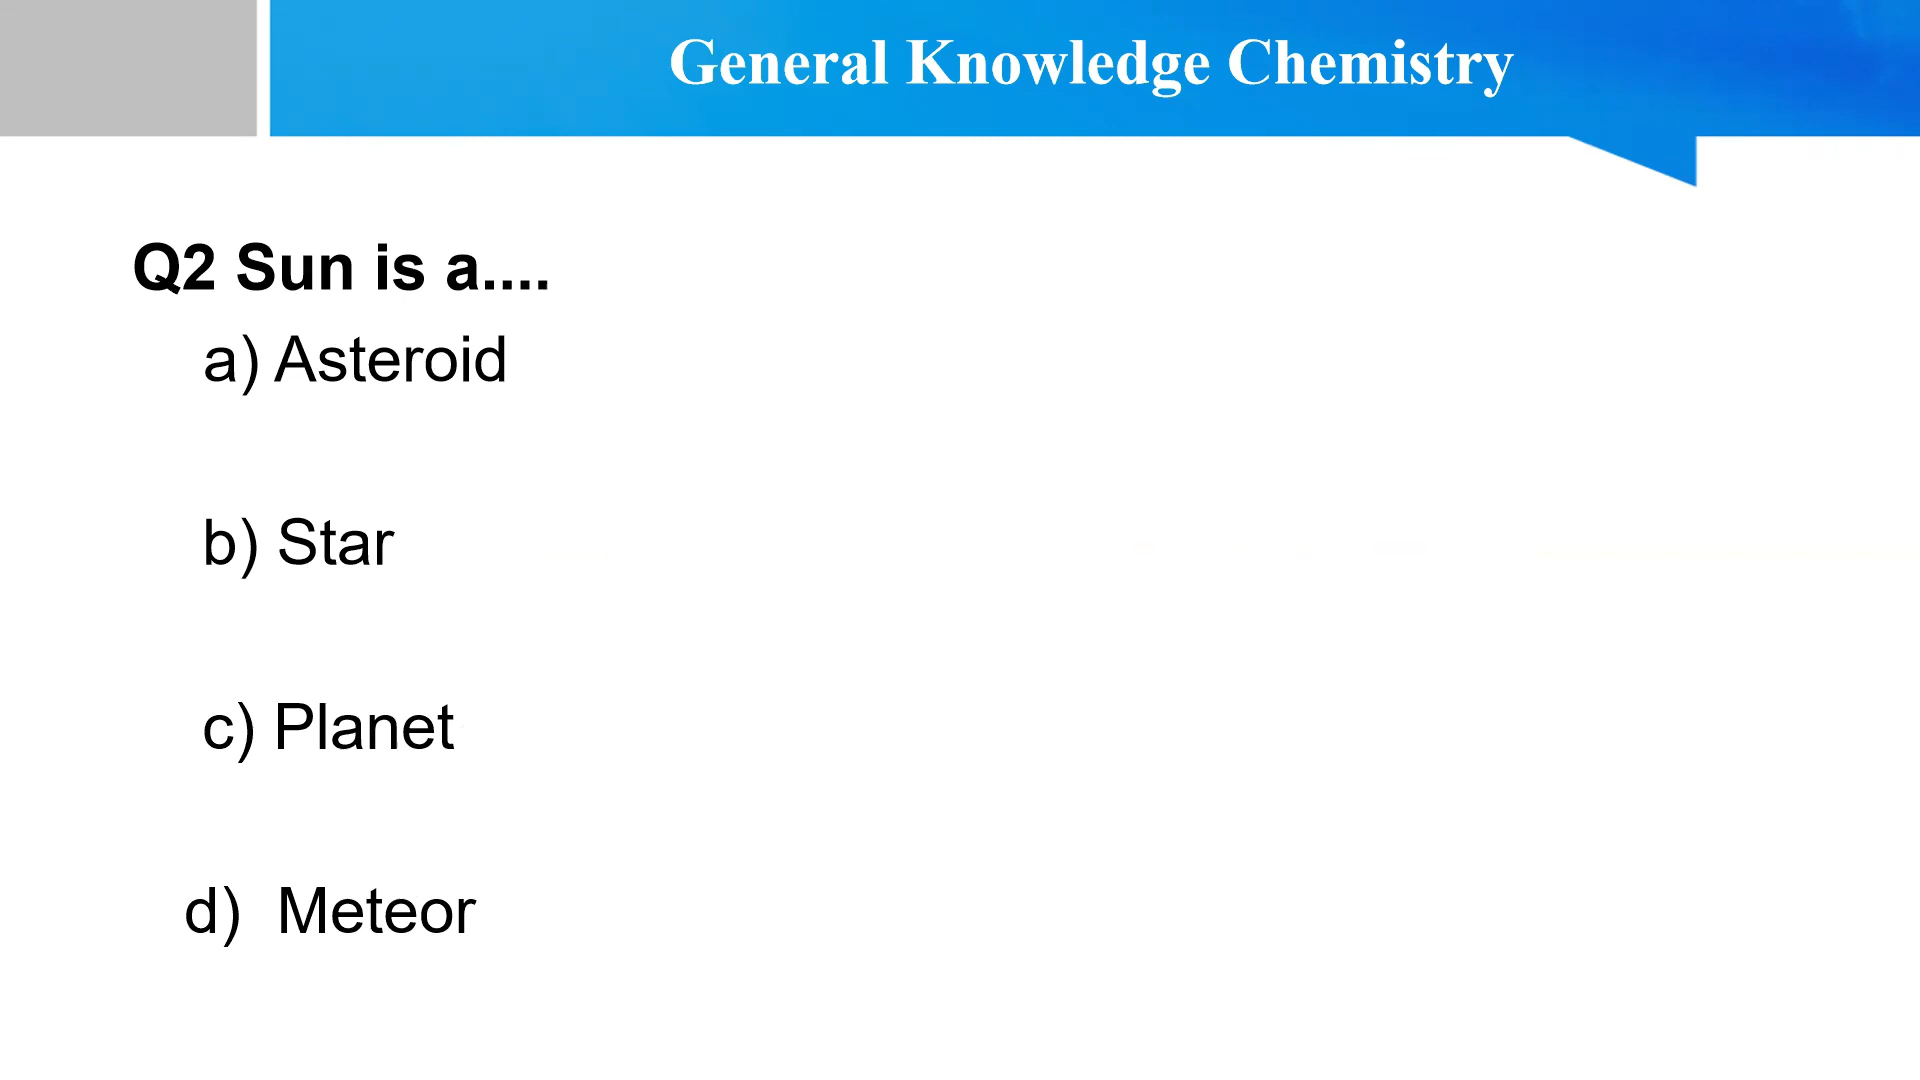 General Knowledge Chemistry
Q2 Sun is a....
a) Asteroid
b) Star
c) Planet
d) Meteor